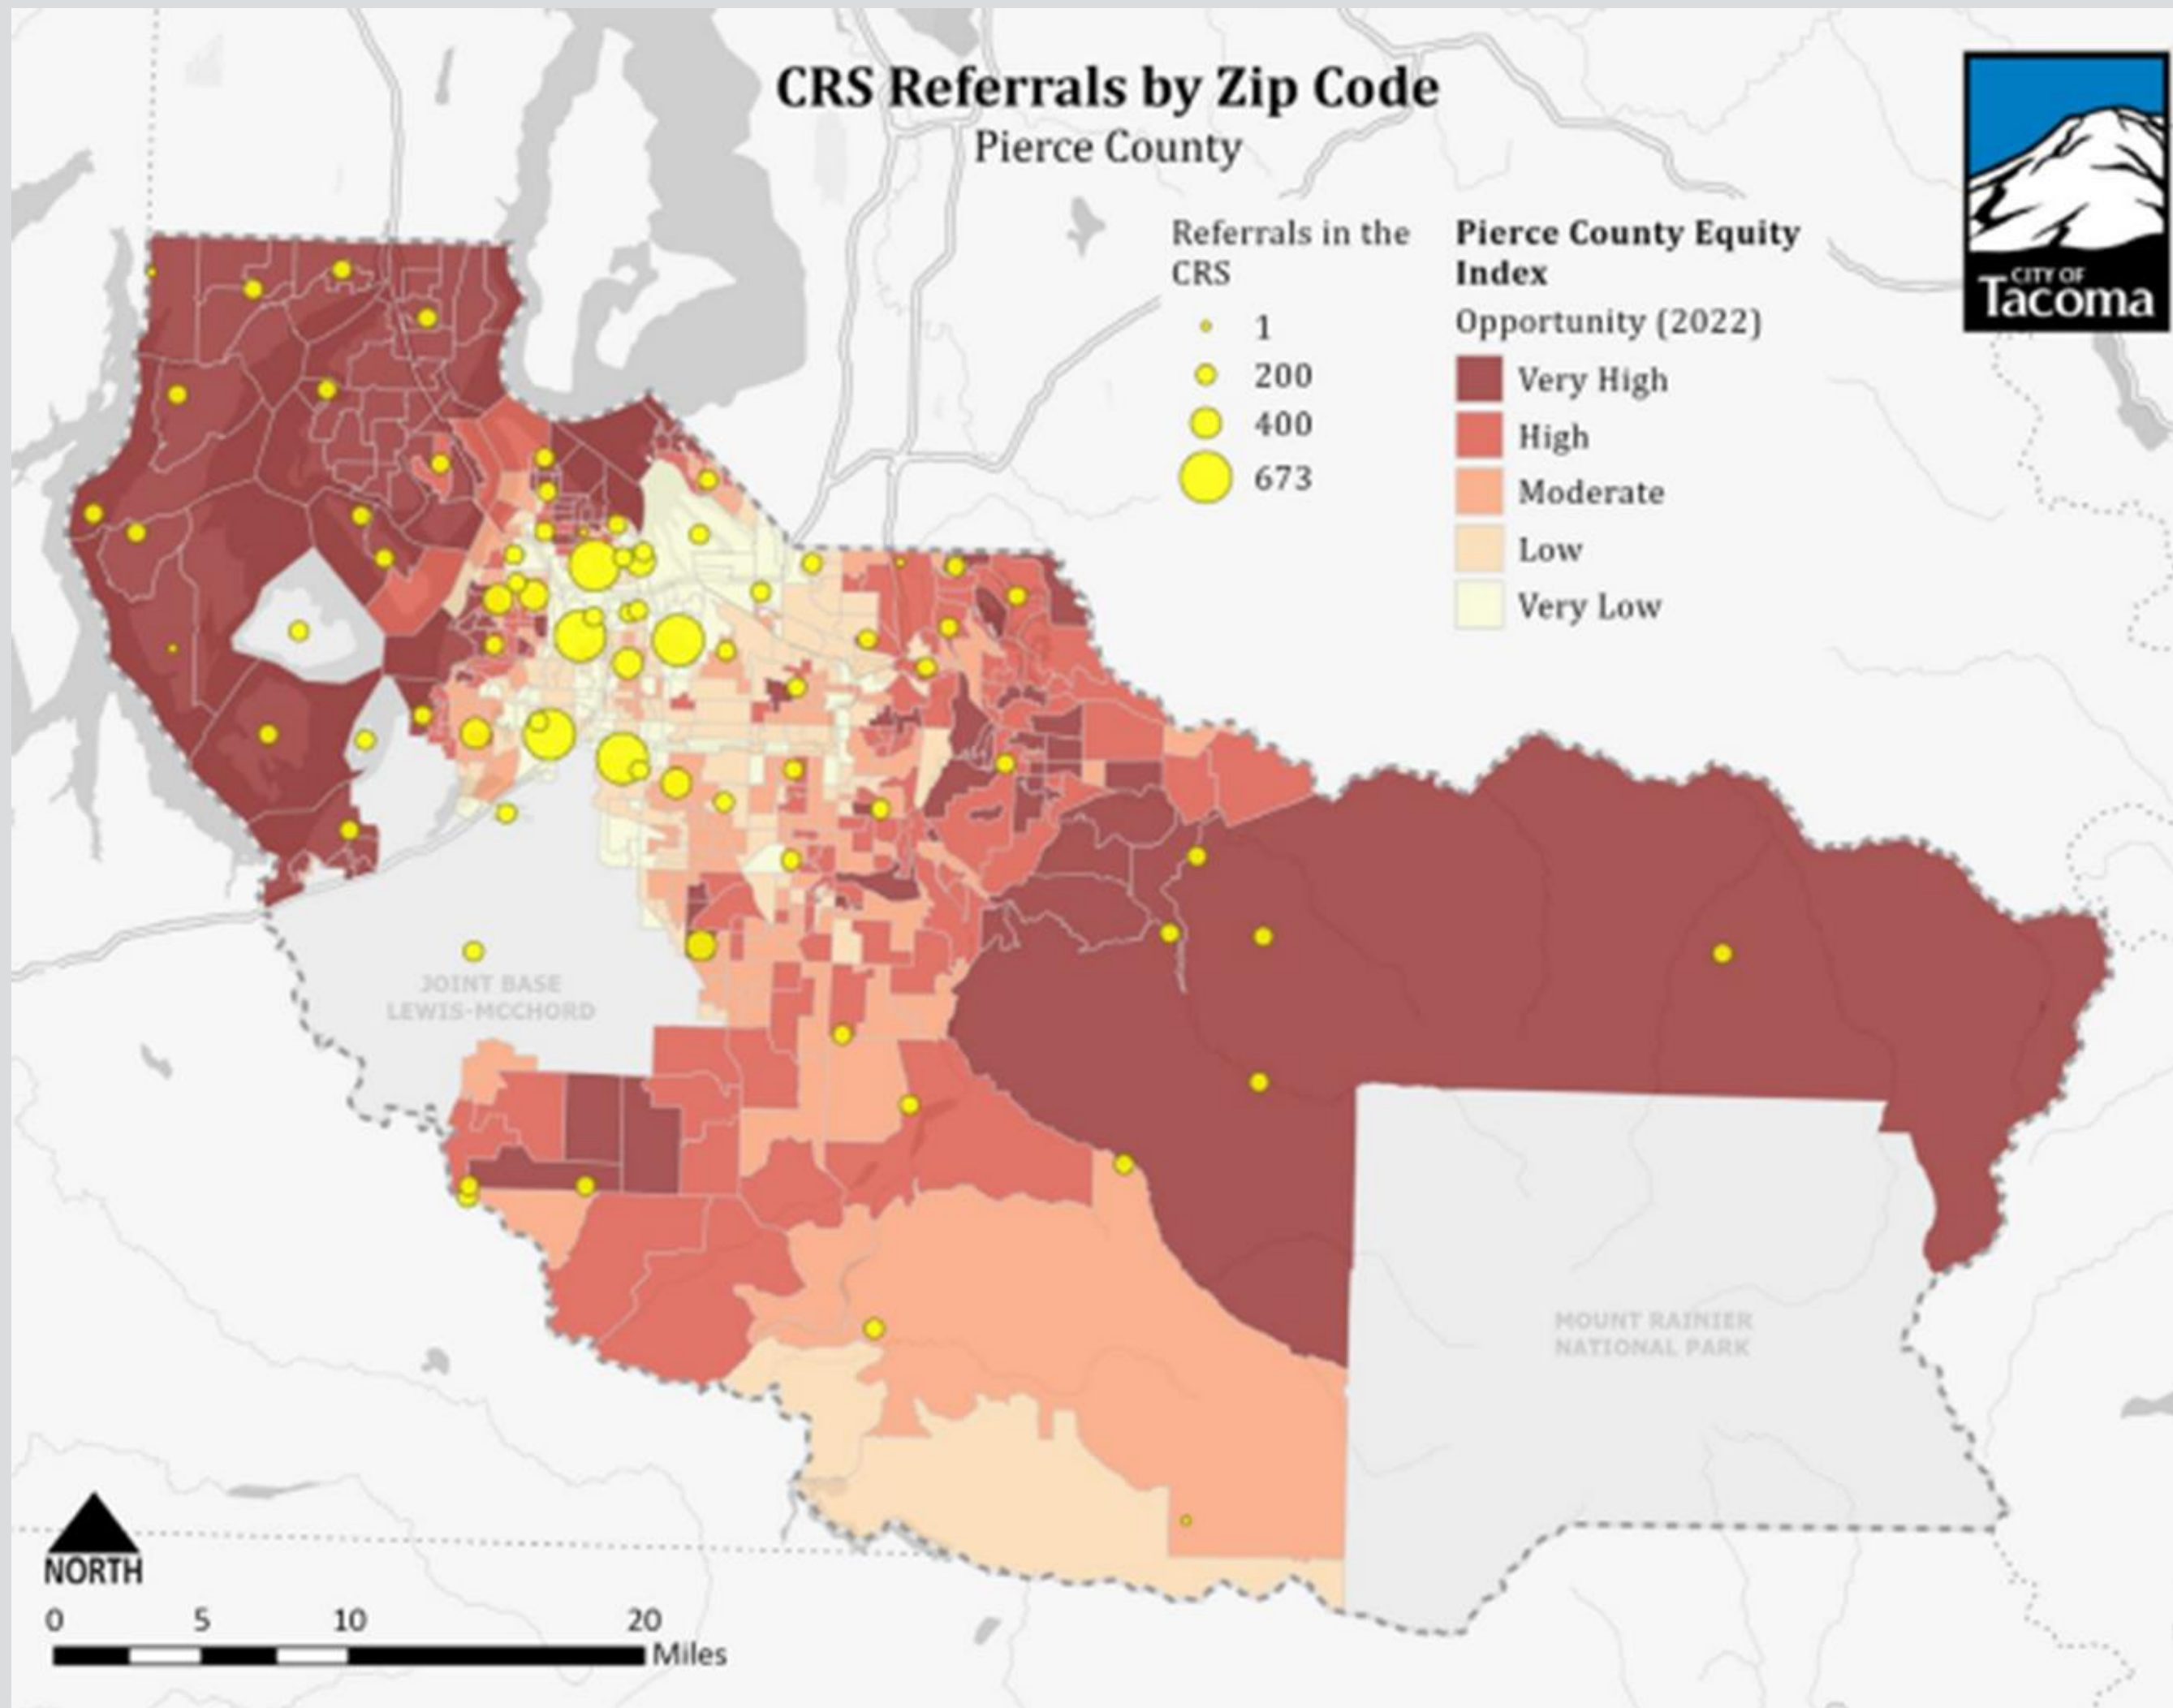 CRS Referrals by Zip Code
Pierce County
Referrals in the
CRS
1
200
400
673
Pierce County Equity
Index
Opportunity (2022)
Very High
High
Moderate
Low
Very Low
CITY OF
Tacoma
JOINT BASE
LEWIS-MCCHORD
MOUNT RAINIER
NATIONAL PARK
NORTH
0 5 10 20
Miles